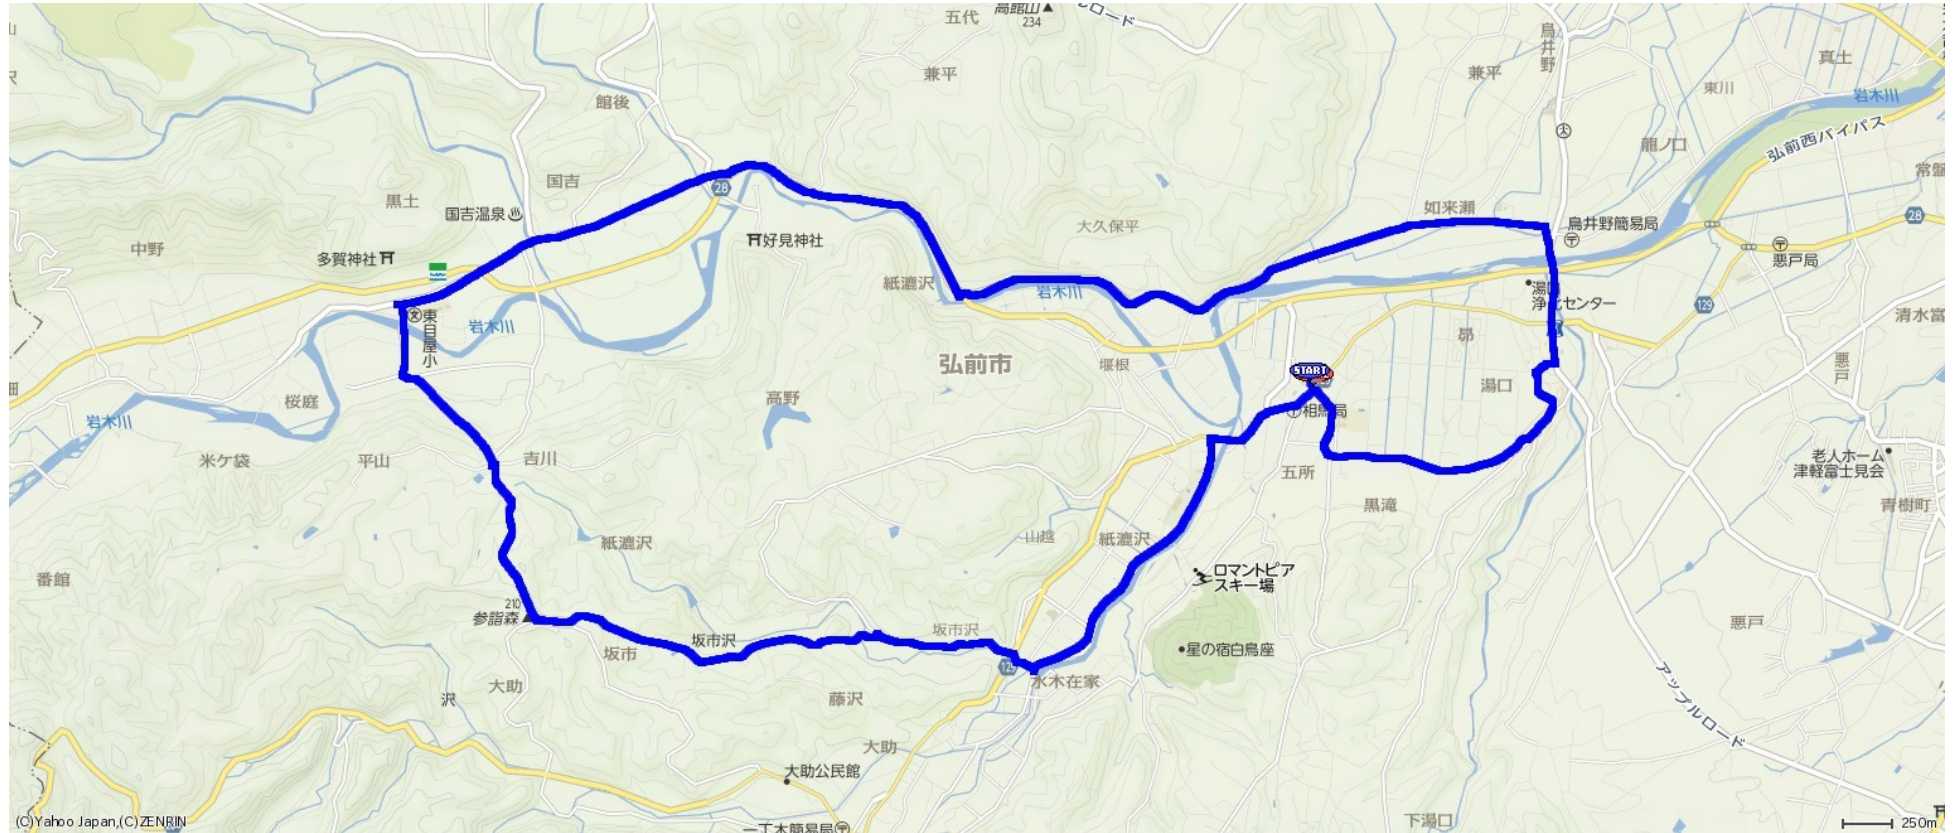 五代
高館山
234
兼平
鳥井野
兼平
真土
東川
岩木川
館後
龍ノ口
弘前西バイパス
常盤
国吉
28
黒土
国吉温泉
如来瀬
鳥井野簡易局
28
中野
好見神社
大久保平
多賀神社
悪戸局
紙漉沢
岩木川
湯口
浄化センター
129
東目屋小
岩木川
昴
清水富
弘前市
堰根
START
湯口
悪戸
桜庭
高野
相馬局
岩木川
米ケ袋
平山
吉川
五所
老人ホーム
津軽富士見会
黒滝
青樹町
紙漉沢
山越
紙漉沢
番館
ロマントピア
スキー場
210
参詣森
坂市沢
坂市沢
坂市
悪戸
星の宿白鳥座
水木在家
大助
沢
藤沢
アップルロード
大助
大助公民館
(C)Yahoo Japan,(C)ZENRIN
下湯口
250m